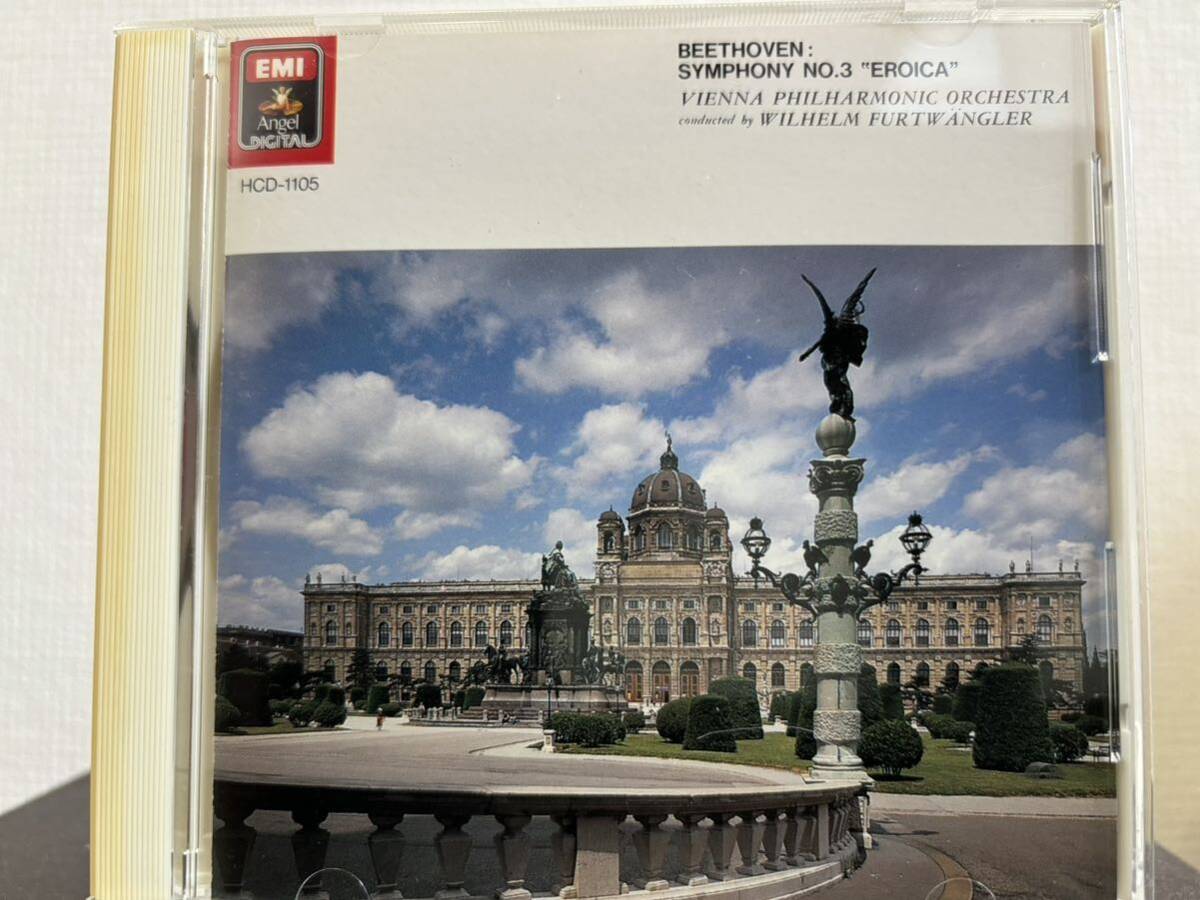 EMI
Angel
DIGITAL
HCD-1105
BEETHOVEN:
SYMPHONY NO.3 "EROICA"
VIENNA PHILHARMONIC ORCHESTRA
conducted by WILHELM FURTWÄNGLER